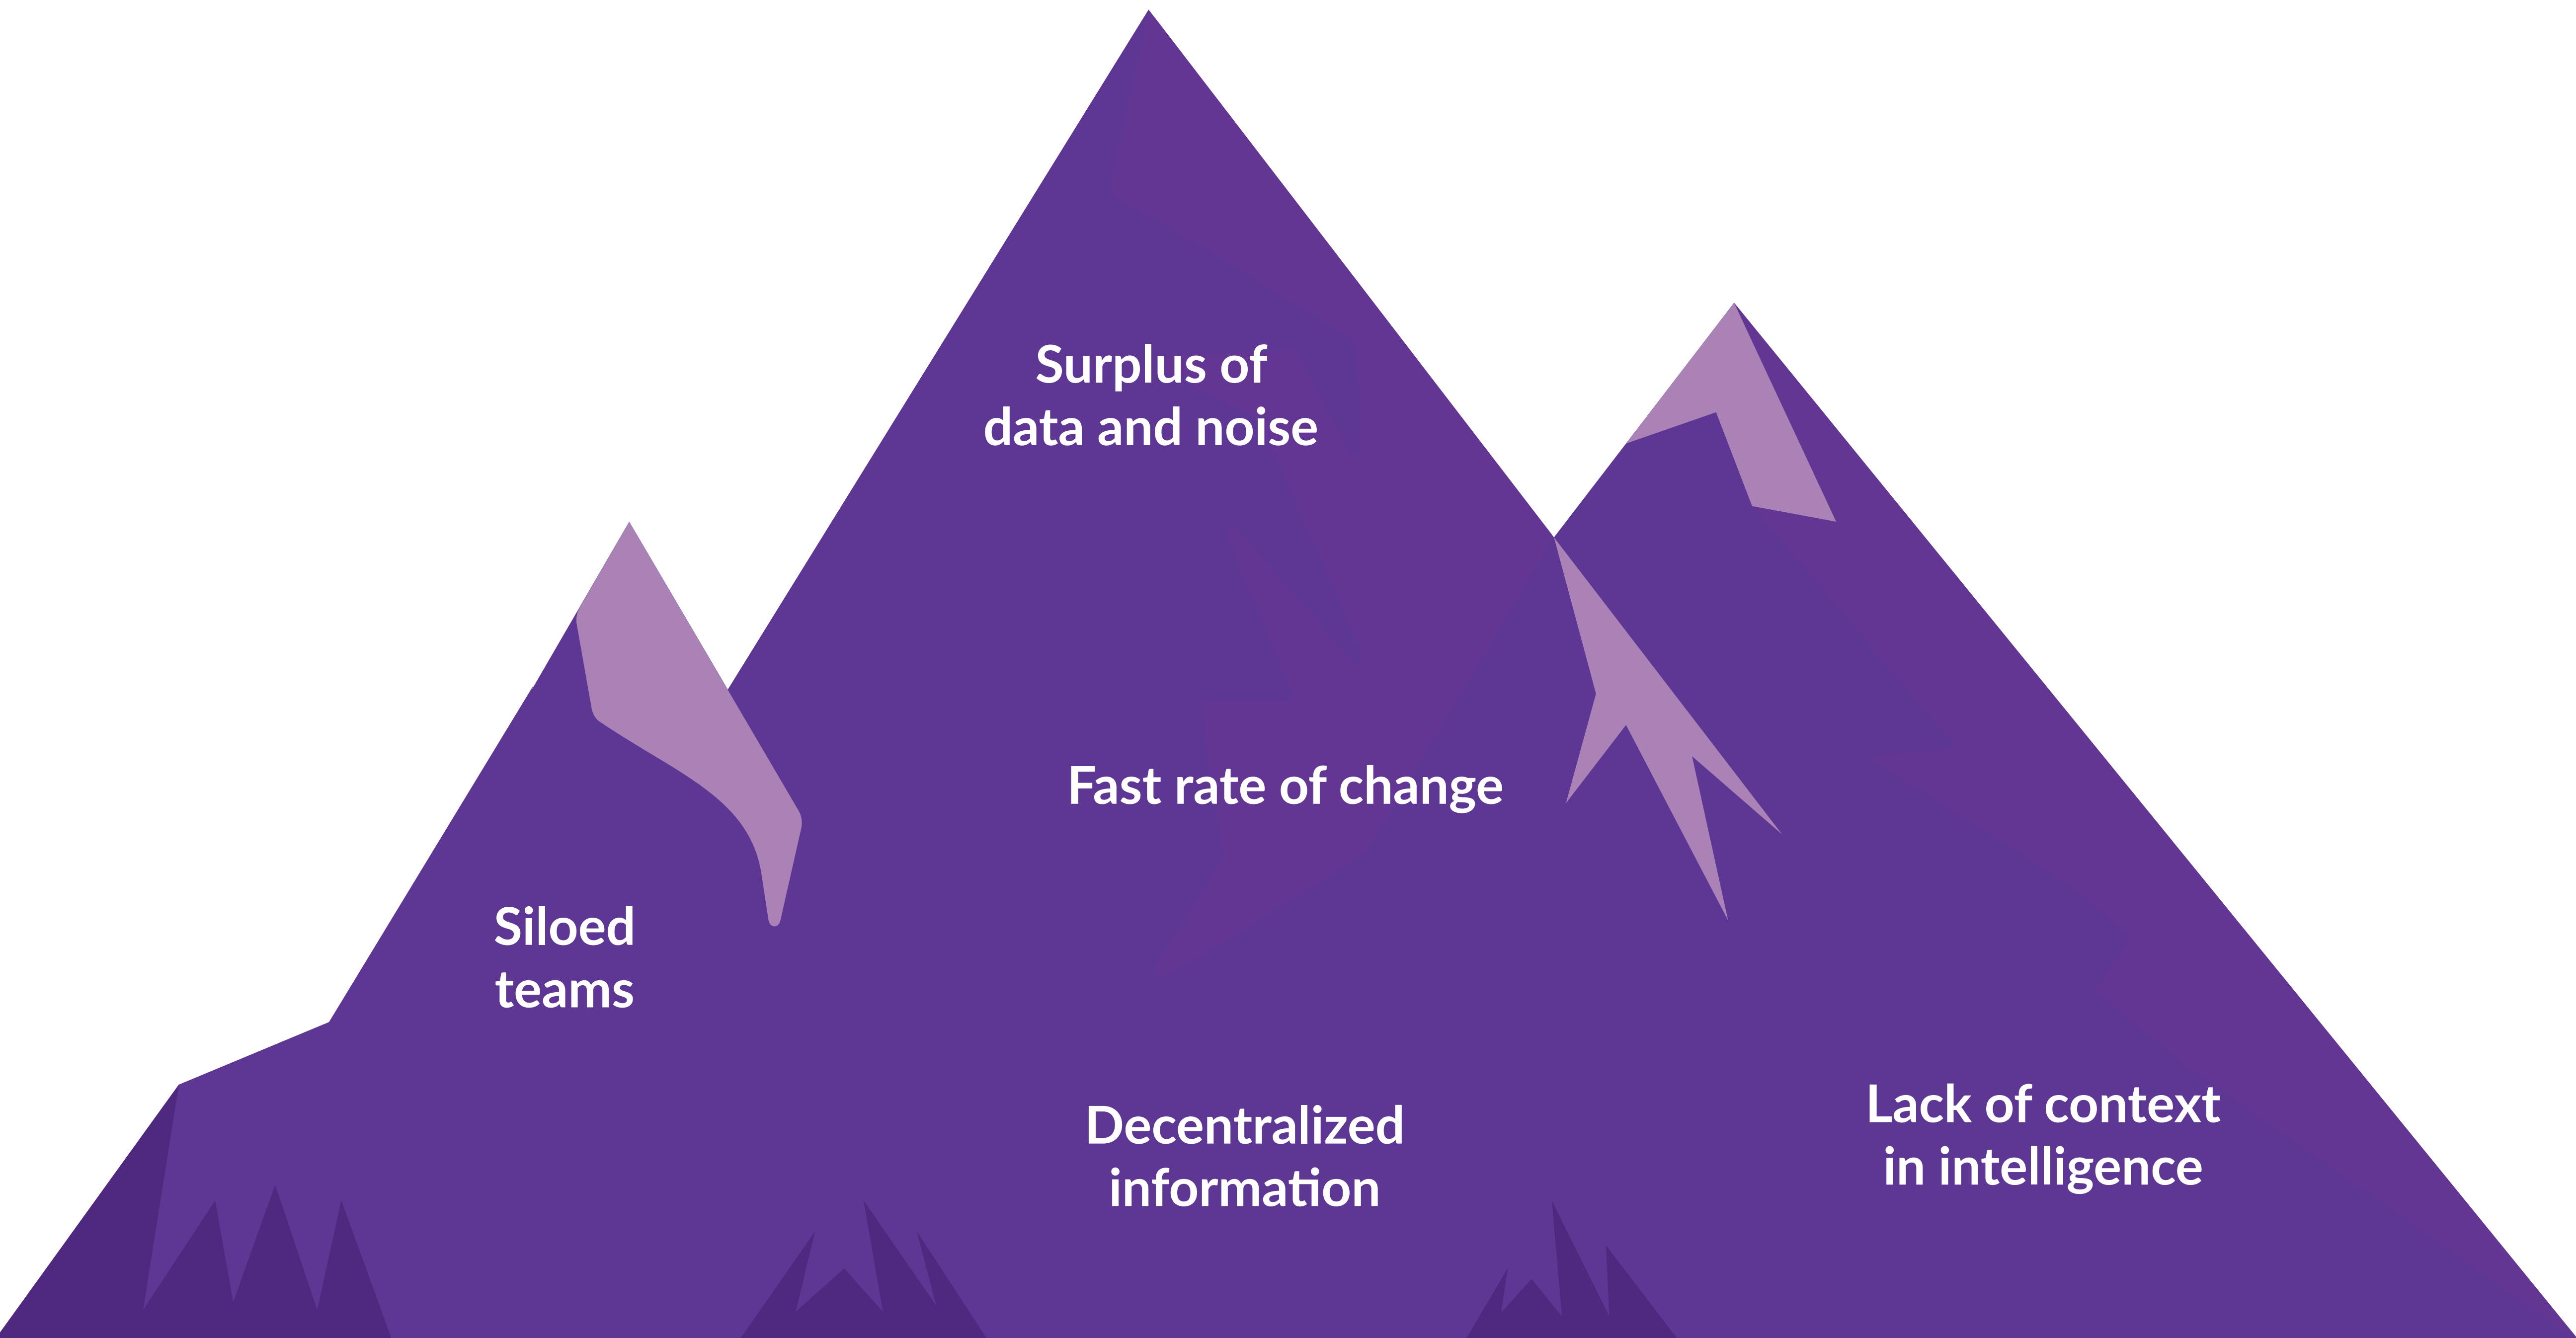 Surplus of
data and noise
Fast rate of change
Siloed
teams
Decentralized
information
Lack of context
in intelligence